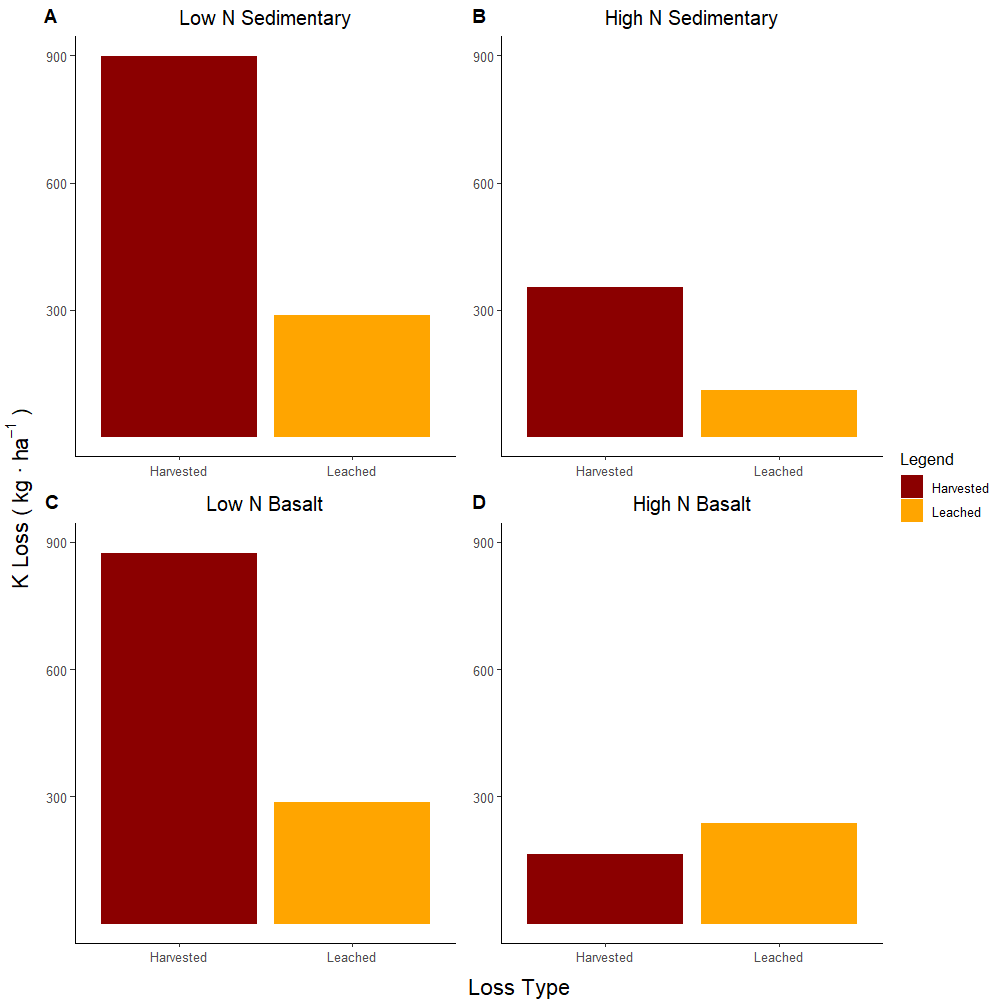 A Low N Sedimentary
900
600
300
Harvested Leached
B High N Sedimentary
900
600
300
Harvested Leached
C Low N Basalt
900
600
300
Harvested Leached
D High N Basalt
900
600
300
Harvested Leached
K Loss ( kg · ha⁻¹ )
Loss Type
Legend
Harvested
Leached